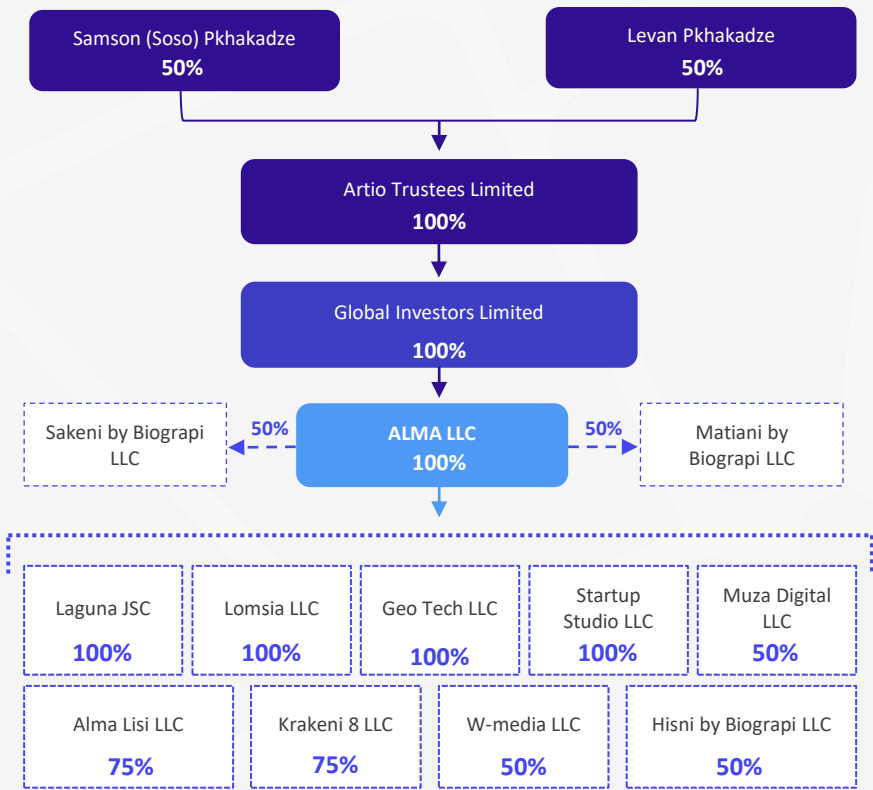 Samson (Soso) Pkhakadze
50%
Levan Pkhakadze
50%
Artio Trustees Limited
100%
Global Investors Limited
100%
Sakeni by Biograpi
LLC
50%
ALMA LLC
100%
50%
Matiani by
Biograpi LLC
Laguna JSC
100%
Lomsia LLC
100%
Geo Tech LLC
100%
Startup
Studio LLC
100%
Muza Digital
LLC
50%
Alma Lisi LLC
75%
Krakeni 8 LLC
75%
W-media LLC
50%
Hisni by Biograpi LLC
50%